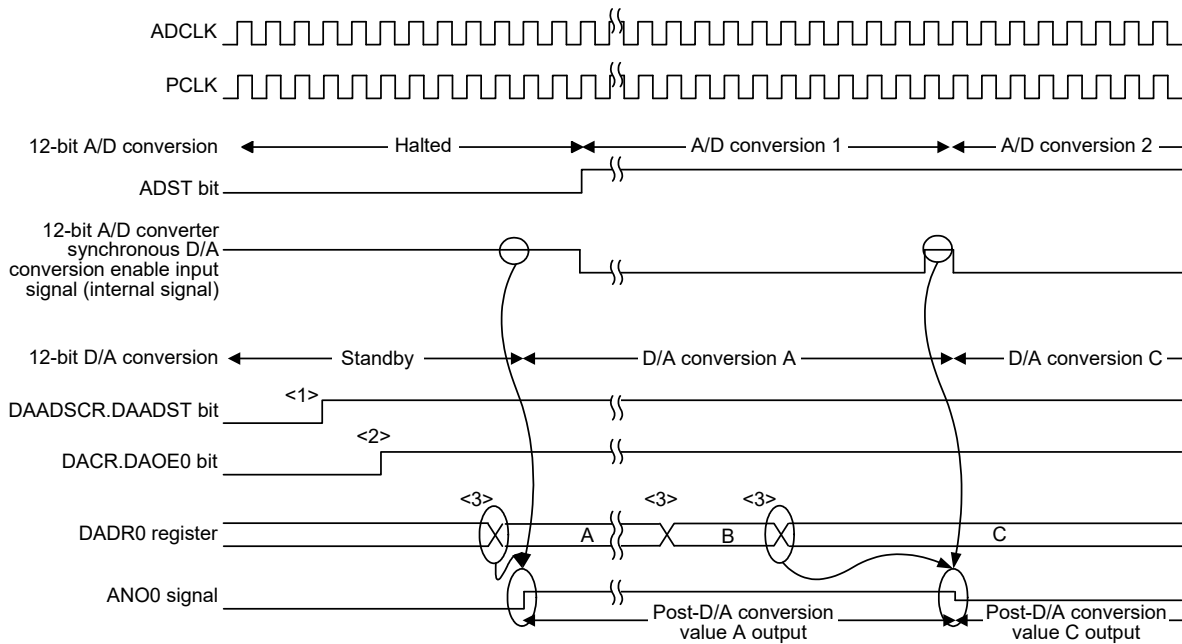 ADCLK
PCLK
12-bit A/D conversion
Halted
A/D conversion 1
A/D conversion 2
ADST bit
12-bit A/D converter
synchronous D/A
conversion enable input
signal (internal signal)
12-bit D/A conversion
Standby
D/A conversion A
D/A conversion C
<1>
DAADSCR.DAADST bit
<2>
DACR.DAOE0 bit
<3>
<3>
<3>
DADR0 register
A
B
C
ANO0 signal
Post-D/A conversion
value A output
Post-D/A conversion
value C output